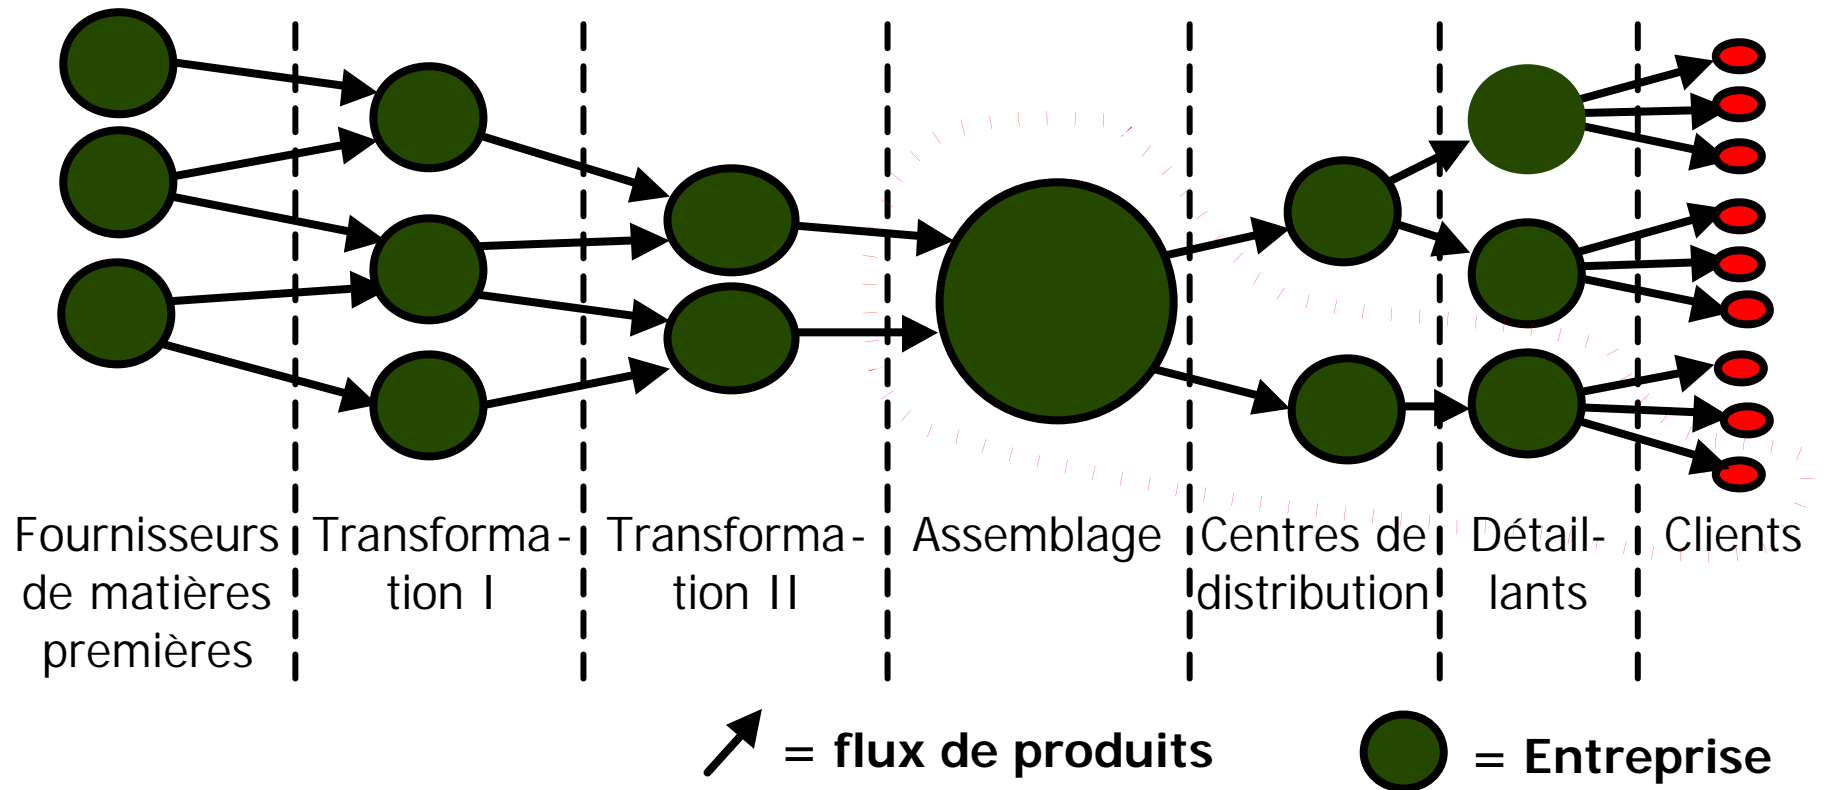 Fournisseurs
de matières
premières
Transforma-
tion I
Transforma-
tion II
Assemblage
Centres de
distribution
Détail-
lants
Clients
= flux de produits
= Entreprise